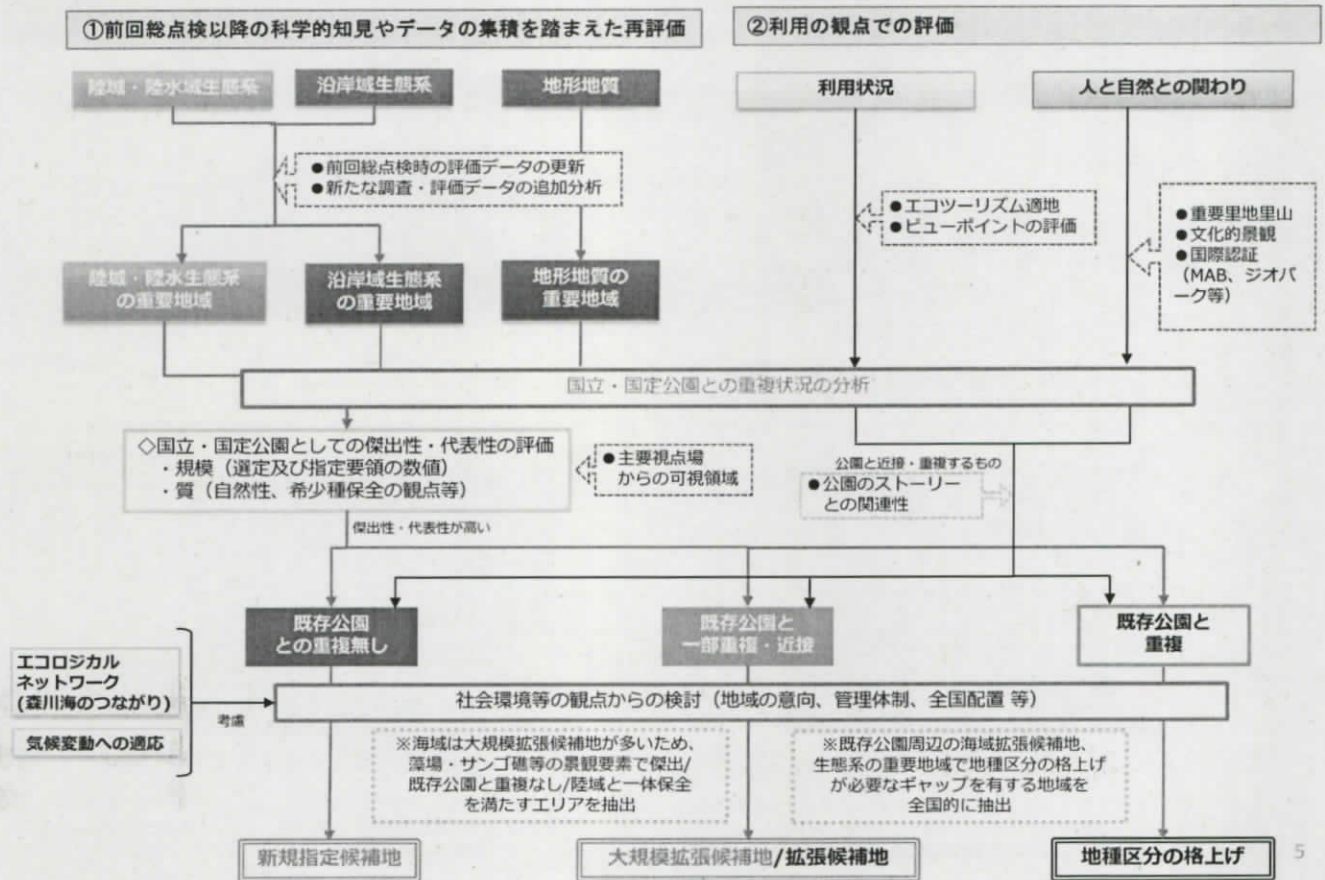 ①前回総点検以降の科学的知見やデータの集積を踏まえた再評価
②利用の観点での評価
陸域・陸水域生態系
沿岸域生態系
地形地質
利用状況
人と自然との関わり
●前回総点検時の評価データの更新
●新たな調査・評価データの追加分析
●エコツーリズム適地
●ビューポイントの評価
●重要里地里山
●文化的景観
●国際認証
（MAB、ジオパ
ーク等）
陸域・陸水生態系
の重要地域
沿岸域生態系
の重要地域
地形地質の
重要地域
国立・国定公園との重複状況の分析
◇国立・国定公園としての傑出性・代表性の評価
・規模（選定及び指定要領の数値）
・質（自然性、希少種保全の観点等）
●主要視点場
からの可視領域
公園と近接・重複するもの
●公園のストーリー
との関連性
傑出性・代表性が高い
既存公園
との重複無し
既存公園と
一部重複・近接
既存公園と
重複
エコロジカル
ネットワーク
(森川海のつながり)
気候変動への適応
考慮
社会環境等の観点からの検討（地域の意向、管理体制、全国配置 等）
※海域は大規模拡張候補地が多いため、
藻場・サンゴ礁等の景観要素で傑出/
既存公園と重複なし/陸域と一体保全
を満たすエリアを抽出
※既存公園周辺の海域拡張候補地、
生態系の重要地域で地種区分の格上げ
が必要なギャップを有する地域を
全国的に抽出
新規指定候補地
大規模拡張候補地/拡張候補地
地種区分の格上げ
5